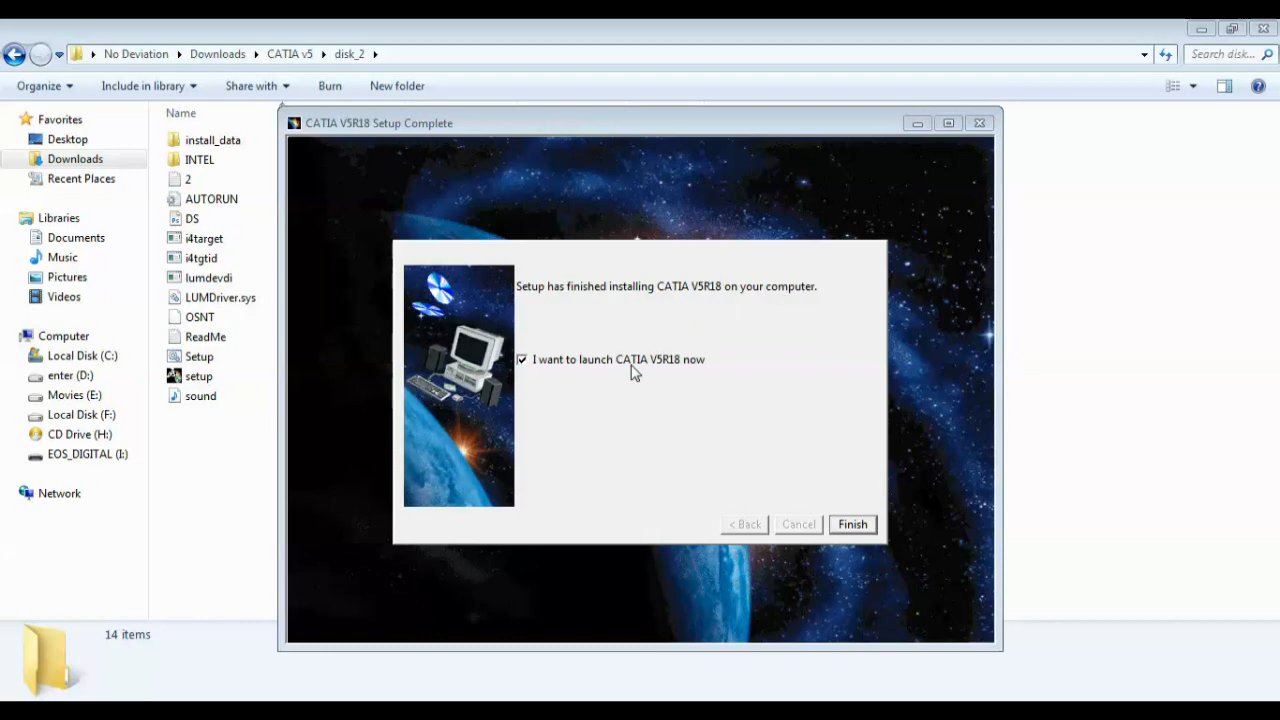 No Deviation Downloads CATIA v5 disk_2 Search disk...
Organize Include in library Share with Burn New folder
Favorites
Desktop
Downloads
Recent Places
Libraries
Documents
Music
Pictures
Videos
Computer
Local Disk (C:)
enter (D:)
Movies (E:)
Local Disk (F:)
CD Drive (H:)
EOS_DIGITAL (I:)
Network
Name
install_data
INTEL
2
AUTORUN
DS
i4target
i4tgtid
lumdevdi
LUMDriver.sys
OSNT
ReadMe
Setup
setup
sound
CATIA V5R18 Setup Complete
Setup has finished installing CATIA V5R18 on your computer.
I want to launch CATIA V5R18 now
< Back Cancel Finish
14 items